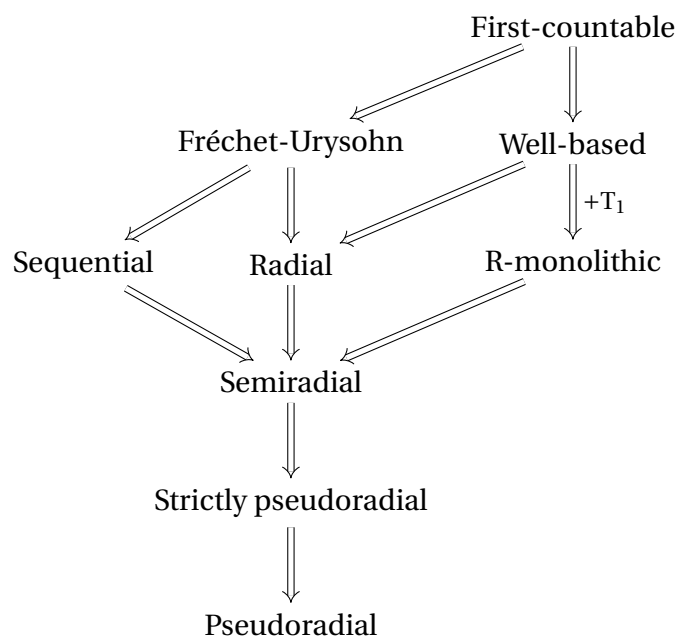 First-countable
Fréchet-Urysohn
Well-based
+T₁
Sequential
Radial
R-monolithic
Semiradial
Strictly pseudoradial
Pseudoradial